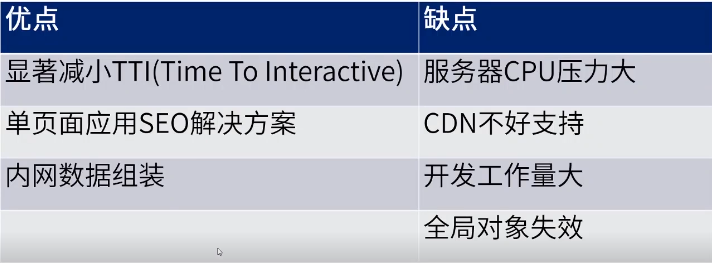 优点 缺点
显著减小TTI(Time To Interactive) 服务器CPU压力大
单页面应用SEO解决方案 CDN不好支持
内网数据组装 开发工作量大
全局对象失效